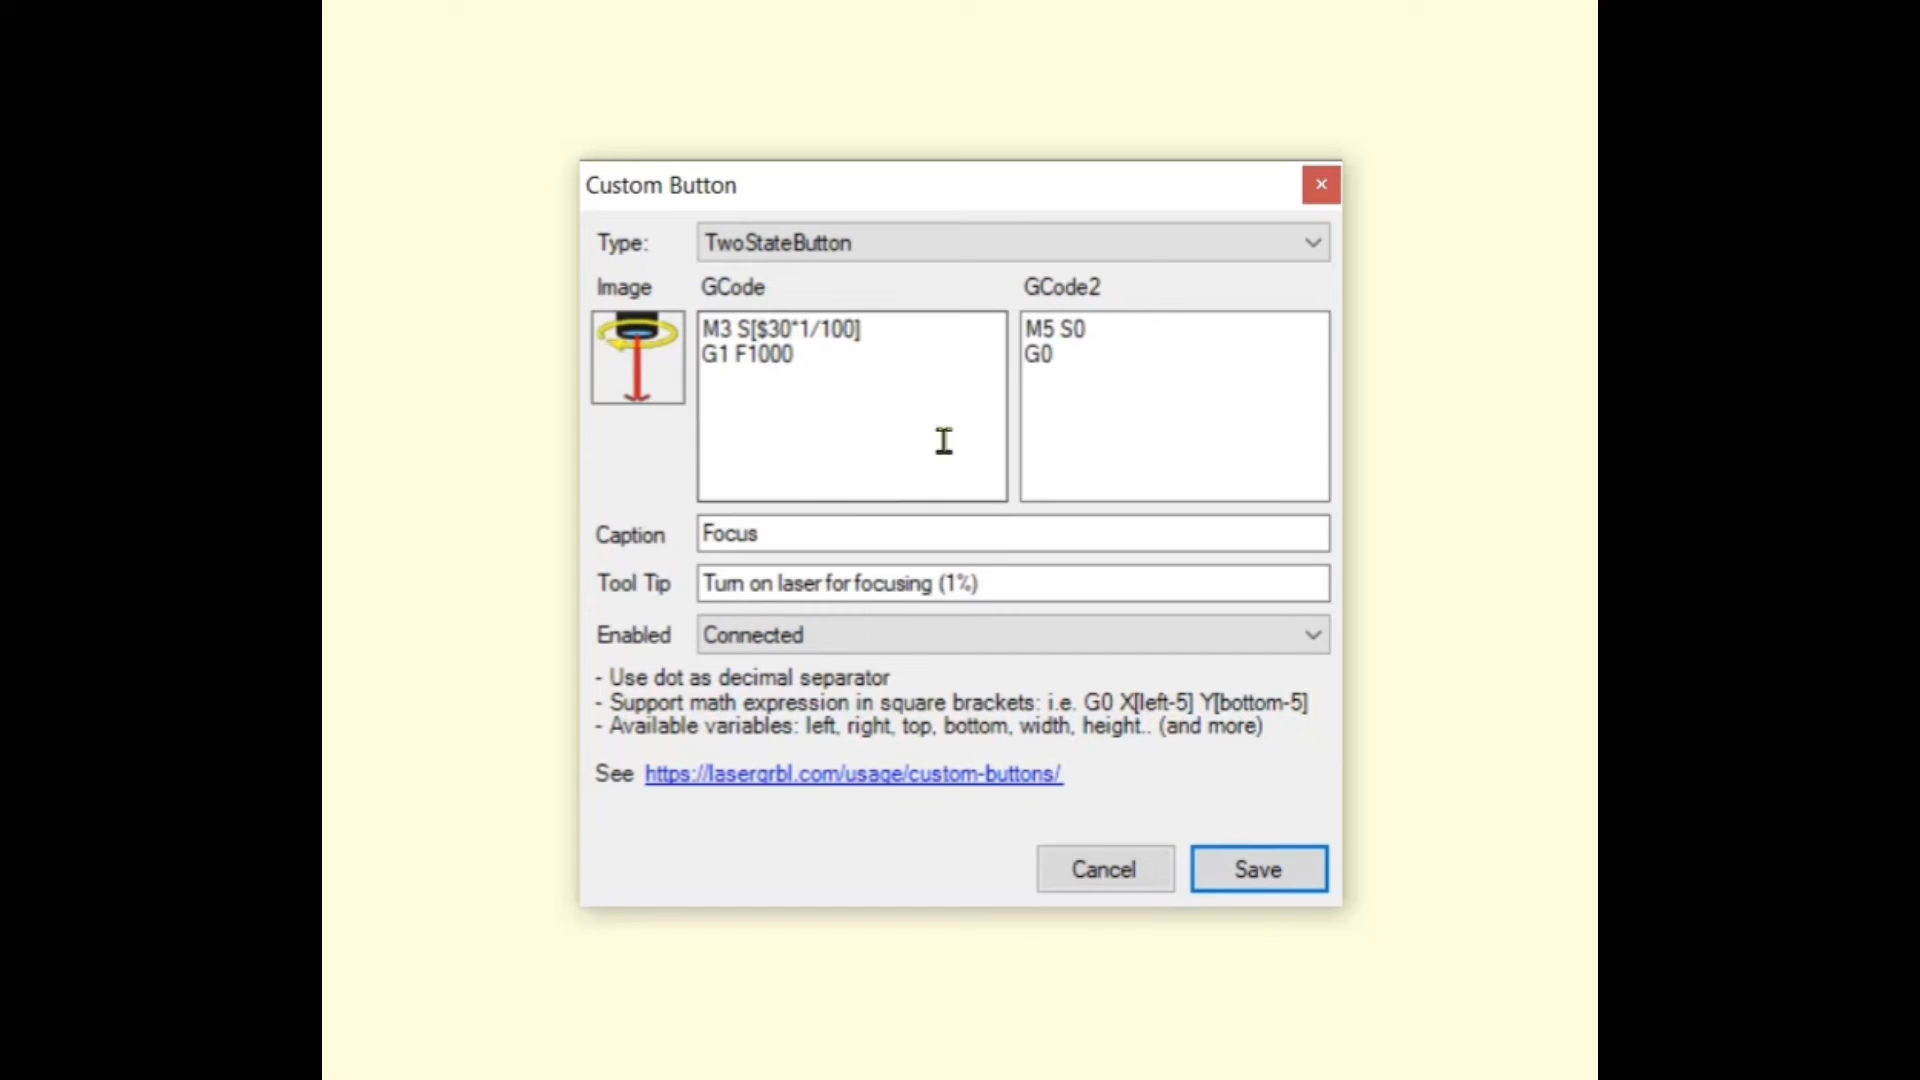 Custom Button
Type: TwoStateButton
Image GCode GCode2
M3 S[$30*1/100]
G1 F1000
M5 S0
G0
Caption Focus
Tool Tip Turn on laser for focusing (1%)
Enabled Connected
- Use dot as decimal separator
- Support math expression in square brackets: i.e. G0 X[left-5] Y[bottom-5]
- Available variables: left, right, top, bottom, width, height.. (and more)
See https://lasergrbl.com/usage/custom-buttons/
Cancel Save